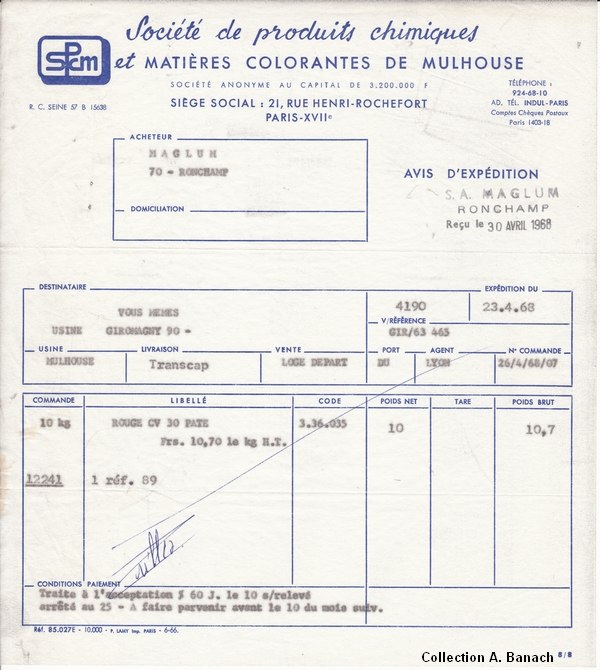 SPCM
Société de produits chimiques
et MATIÈRES COLORANTES DE MULHOUSE
SOCIÉTÉ ANONYME AU CAPITAL DE 3.200.000 F
SIÈGE SOCIAL : 21, RUE HENRI-ROCHEFORT
PARIS-XVIIe
R. C. SEINE 57 B 15638
TÉLÉPHONE :
924-68-10
AD. TÉL. INDUL-PARIS
Comptes Chèques Postaux
Paris 1403-18
ACHETEUR
MAGLUM
70 - RONCHAMP
DOMICILIATION
AVIS D'EXPÉDITION
S.A. MAGLUM
RONCHAMP
Reçu le 30 AVRIL 1968
DESTINATAIRE
VOUS MEMES
USINE GIROMAGNY 90 -
EXPÉDITION DU
4190 23.4.68
V/RÉFÉRENCE
GIR/63 465
USINE LIVRAISON VENTE PORT AGENT N° COMMANDE
MULHOUSE Transcap LOGE DEPART DU LYON 26/4/68/07
COMMANDE LIBELLÉ CODE POIDS NET TARE POIDS BRUT
10 kg ROUGE CV 30 PATE 3.36.035 10 10,7
Frs. 10,70 le kg H.T.
12241 1 réf. 89
CONDITIONS PAIEMENT
Traite à l'acceptation $ 60 J. le 10 s/relevé
arrêté au 25 - A faire parvenir avant le 10 du mois suiv.
Réf. 85.027E - 10.000 - P. LAMY Imp. PARIS - 6-66.
8/8
Collection A. Banach